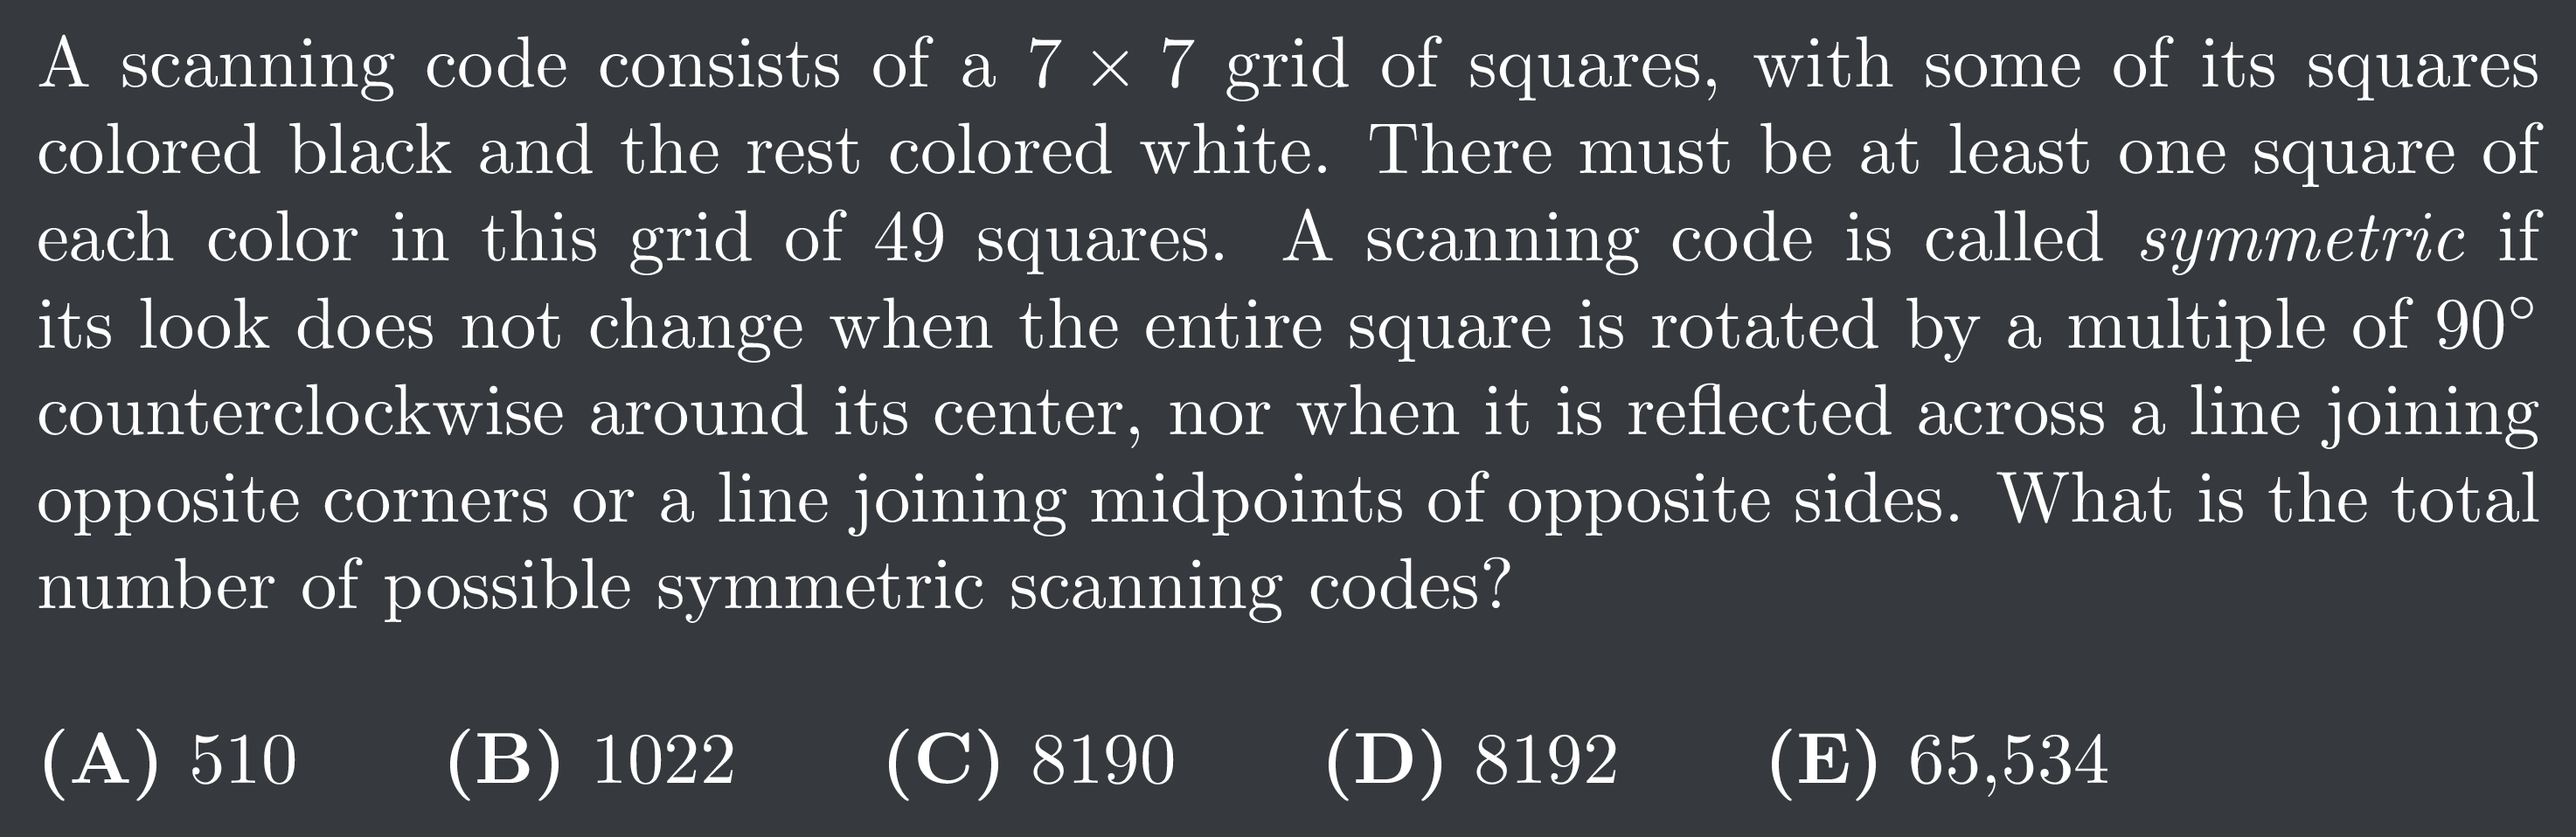 A scanning code consists of a 7 × 7 grid of squares, with some of its squares
colored black and the rest colored white. There must be at least one square of
each color in this grid of 49 squares. A scanning code is called symmetric if
its look does not change when the entire square is rotated by a multiple of 90°
counterclockwise around its center, nor when it is reflected across a line joining
opposite corners or a line joining midpoints of opposite sides. What is the total
number of possible symmetric scanning codes?
(A) 510 (B) 1022 (C) 8190 (D) 8192 (E) 65,534